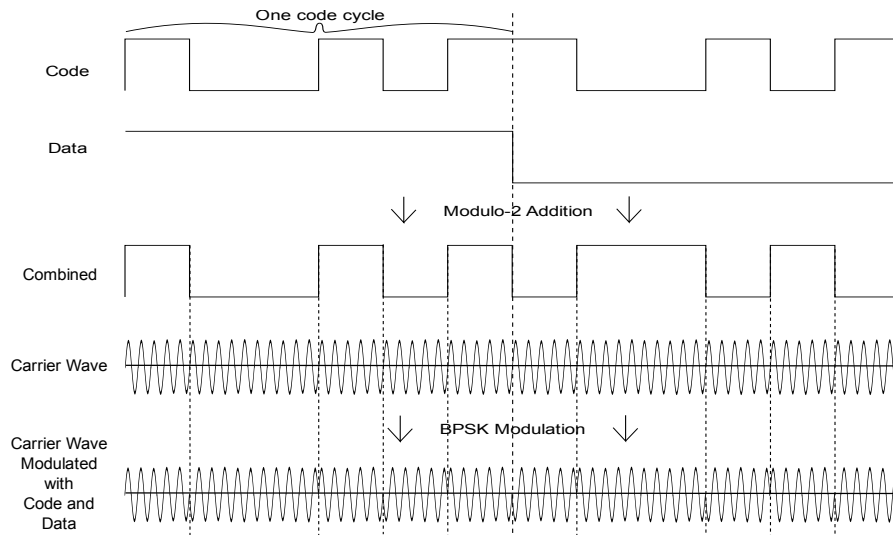 One code cycle
Code
Data
Modulo-2 Addition
Combined
Carrier Wave
BPSK Modulation
Carrier Wave
Modulated
with
Code and
Data